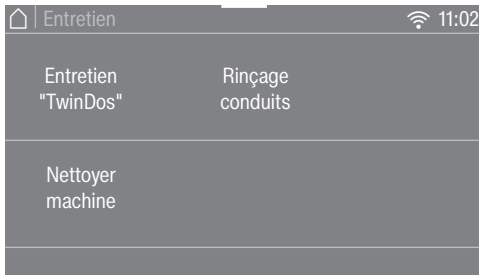 Entretien 11:02
Entretien Rinçage
"TwinDos" conduits
Nettoyer
machine